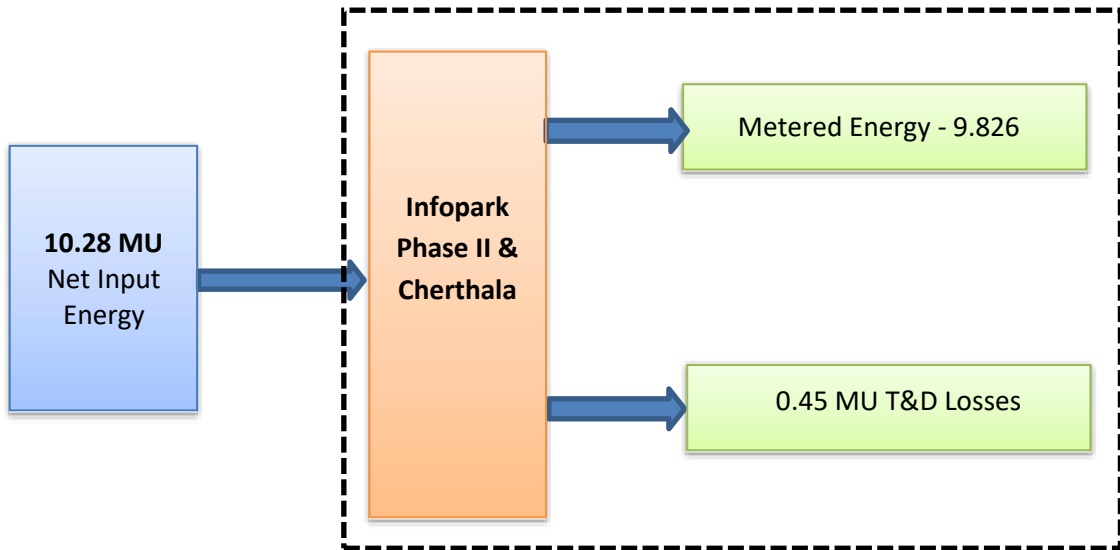 10.28 MU
Net Input
Energy
Infopark
Phase II &
Cherthala
Metered Energy - 9.826
0.45 MU T&D Losses